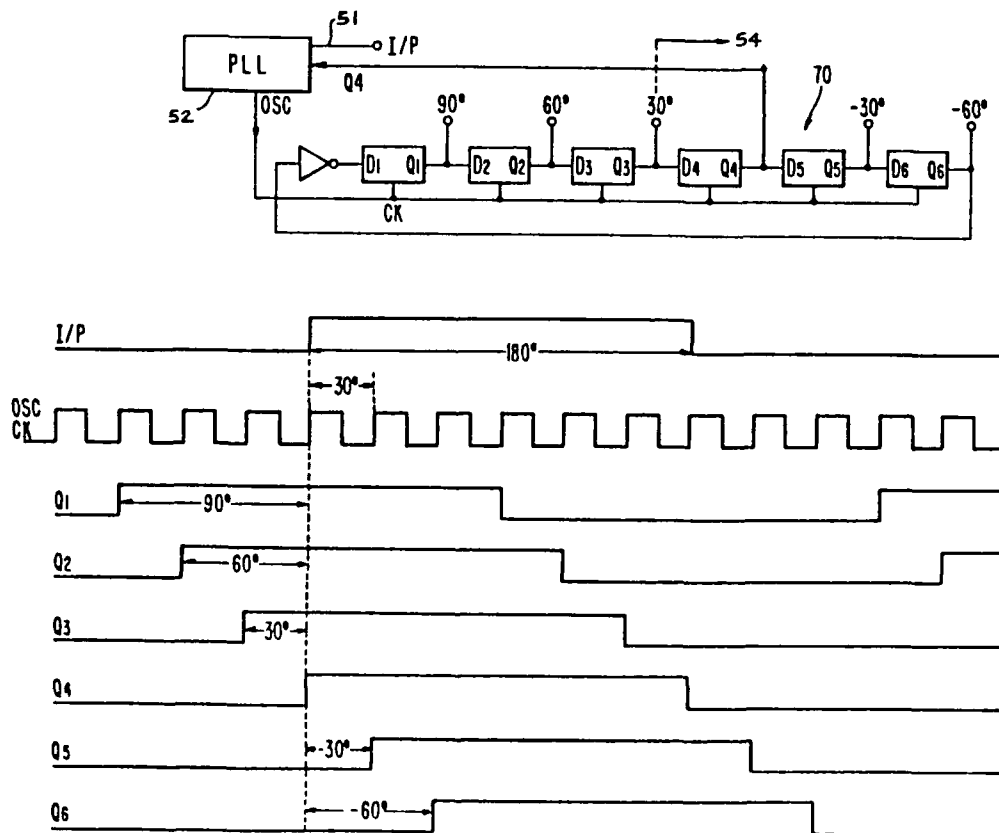 51
I/P
PLL
54
Q4
52
OSC
90°
60°
30°
70
-30°
-60°
D1 Q1
D2 Q2
D3 Q3
D4 Q4
D5 Q5
D6 Q6
CK
I/P
180°
30°
OSC
CK
Q1
90°
Q2
60°
Q3
30°
Q4
Q5
-30°
Q6
-60°